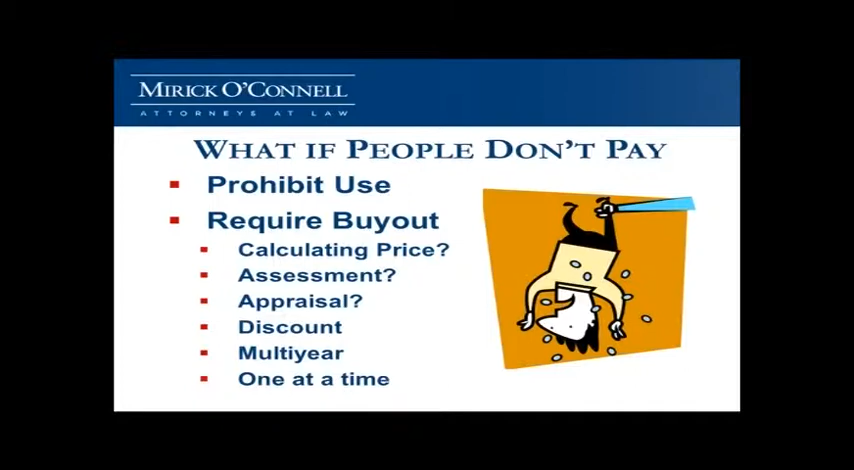 MIRICK O'CONNELL
ATTORNEYS AT LAW
WHAT IF PEOPLE DON'T PAY
Prohibit Use
Require Buyout
Calculating Price?
Assessment?
Appraisal?
Discount
Multiyear
One at a time